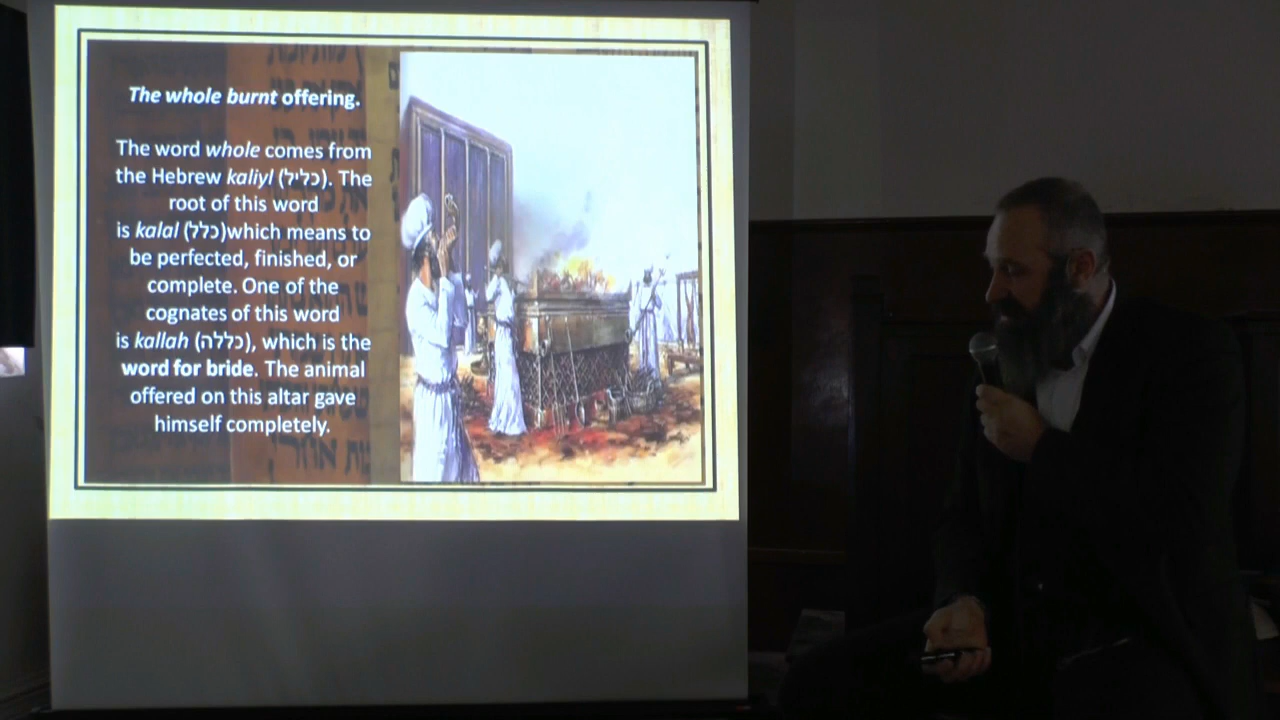 The whole burnt offering.
The word whole comes from
the Hebrew kaliyl (כליל). The
root of this word
is kalal (כלל)which means to
be perfected, finished, or
complete. One of the
cognates of this word
is kallah (כללה), which is the
word for bride. The animal
offered on this altar gave
himself completely.